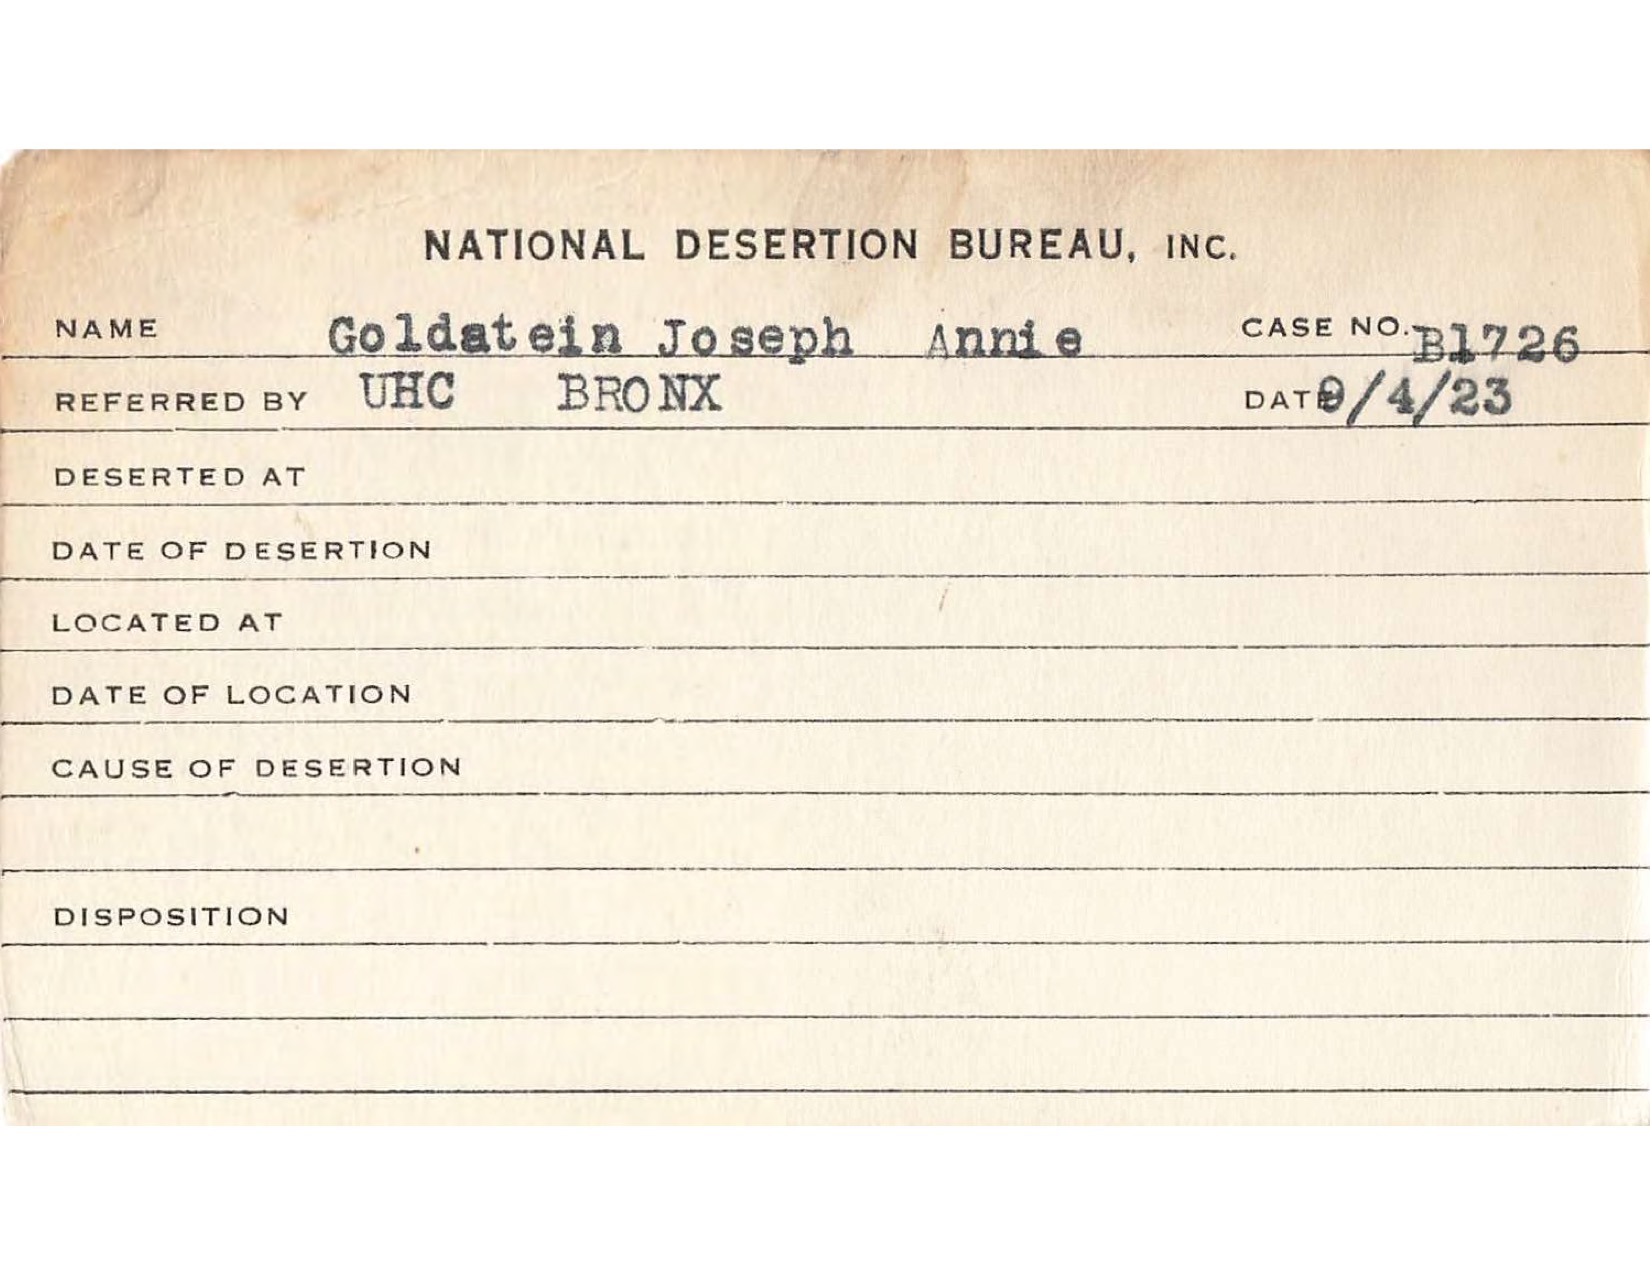 NATIONAL DESERTION BUREAU, INC.
NAME Goldstein Joseph Annie CASE NO. B1726
REFERRED BY UHC BRONX DATE 9/4/23
DESERTED AT
DATE OF DESERTION
LOCATED AT
DATE OF LOCATION
CAUSE OF DESERTION
DISPOSITION